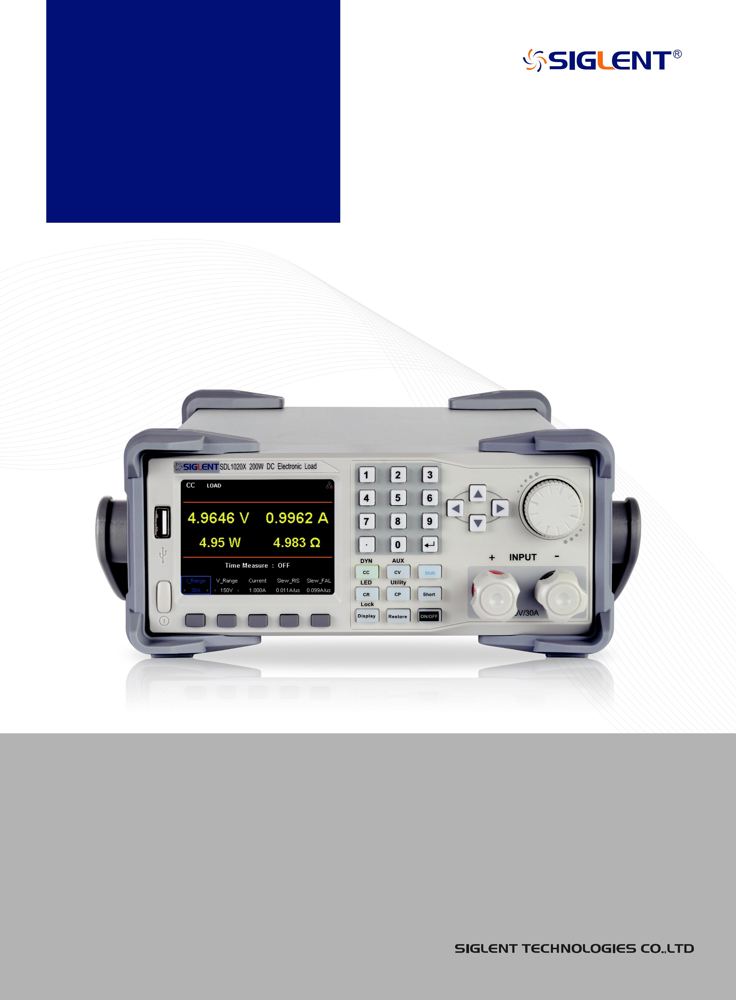 SIGLENT®
SIGLENT SDL1020X 200W DC Electronic Load
CC LOAD
4.9646 V 0.9962 A
4.95 W 4.983 Ω
Time Measure : OFF
I_Range V_Range Current Slew_RIS Slew_FAL
30A 150V 1.000A 0.011A/us 0.099A/us
1 2 3
4 5 6
7 8 9
. 0
DYN AUX
CC CV Shift
LED Utility
CR CP Short
Lock
Display Restore ON/OFF
+ INPUT -
V/30A
SIGLENT TECHNOLOGIES CO.,LTD